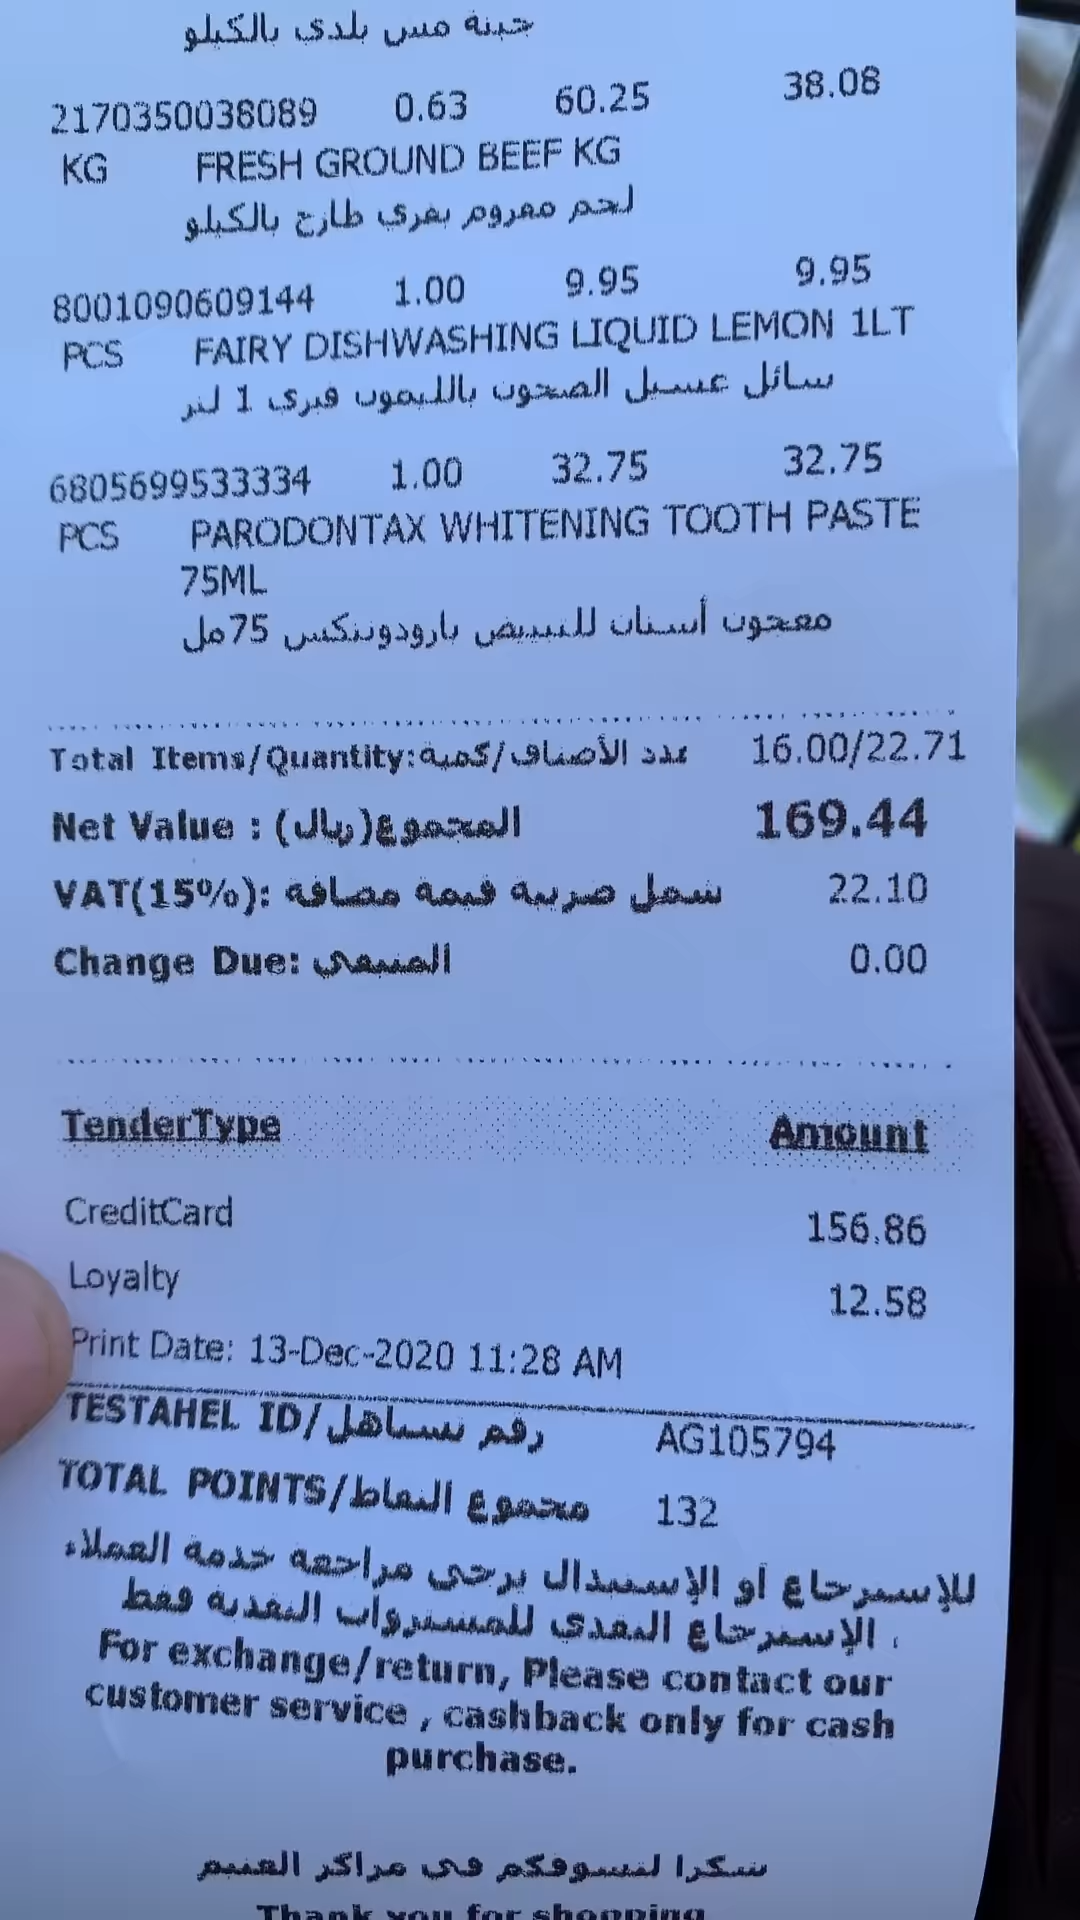 جبنة مش بلدي بالكيلو
2170350038089 0.63 60.25 38.08
KG FRESH GROUND BEEF KG
لحم مفروم بقري طازج بالكيلو
8001090609144 1.00 9.95 9.95
PCS FAIRY DISHWASHING LIQUID LEMON 1LT
سائل غسيل الصحون بالليمون فيري 1 لتر
6805699533334 1.00 32.75 32.75
PCS PARODONTAX WHITENING TOOTH PASTE
75ML
معجون أسنان للتبييض بارودونتكس 75مل
Total Items/Quantity:عدد الأصناف/كمية 16.00/22.71
Net Value : المجموع(ريال) 169.44
VAT(15%): شمل ضريبة قيمة مضافة 22.10
Change Due: المتبقي 0.00
TenderType Amount
CreditCard 156.86
Loyalty 12.58
Print Date: 13-Dec-2020 11:28 AM
TESTAHEL ID/رقم تستاهل AG105794
TOTAL POINTS/مجموع النقاط 132
للإسترجاع أو الإستبدال يرجى مراجعة خدمة العملاء
، الإسترجاع النقدي للمشتروات النقدية فقط
For exchange/return, Please contact our
customer service , cashback only for cash
purchase.
شكرا لتسوقكم في مراكز العثيم
Thank you for shopping